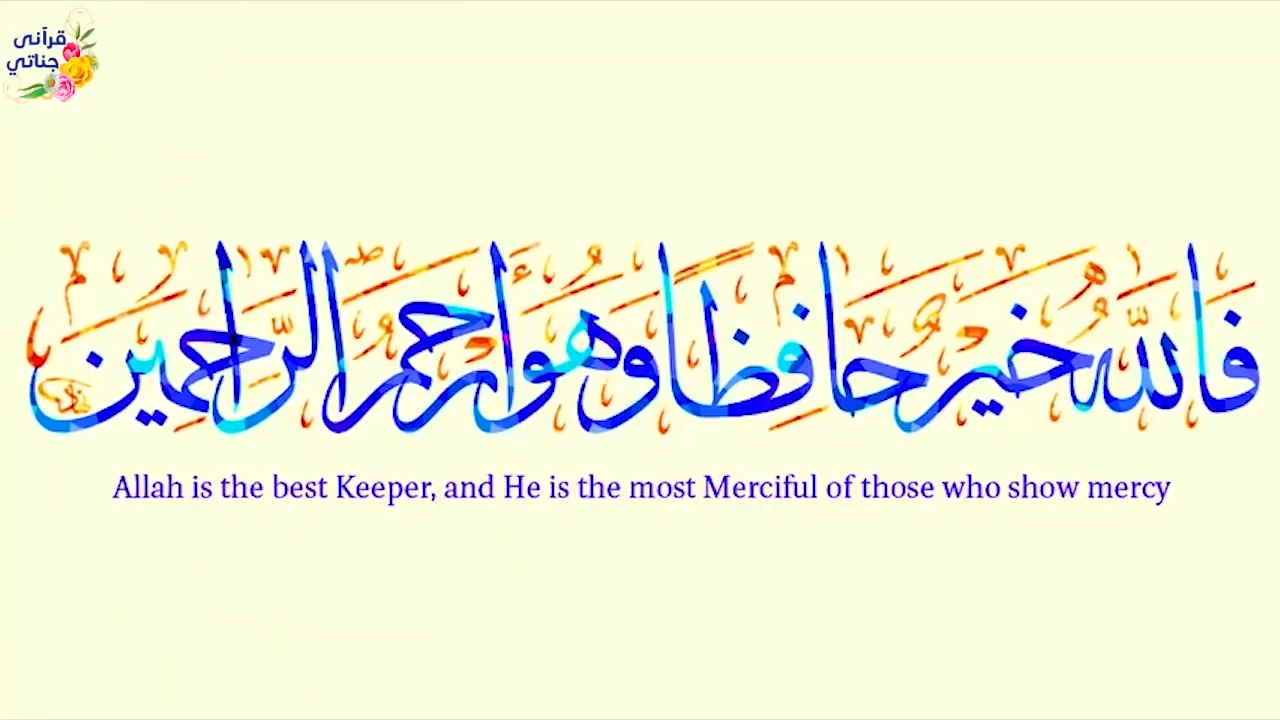 قرآنى
جناتي
فَاللَّهُ خَيْرٌ حَافِظًا وَهُوَ أَرْحَمُ الرَّاحِمِينَ
Allah is the best Keeper, and He is the most Merciful of those who show mercy